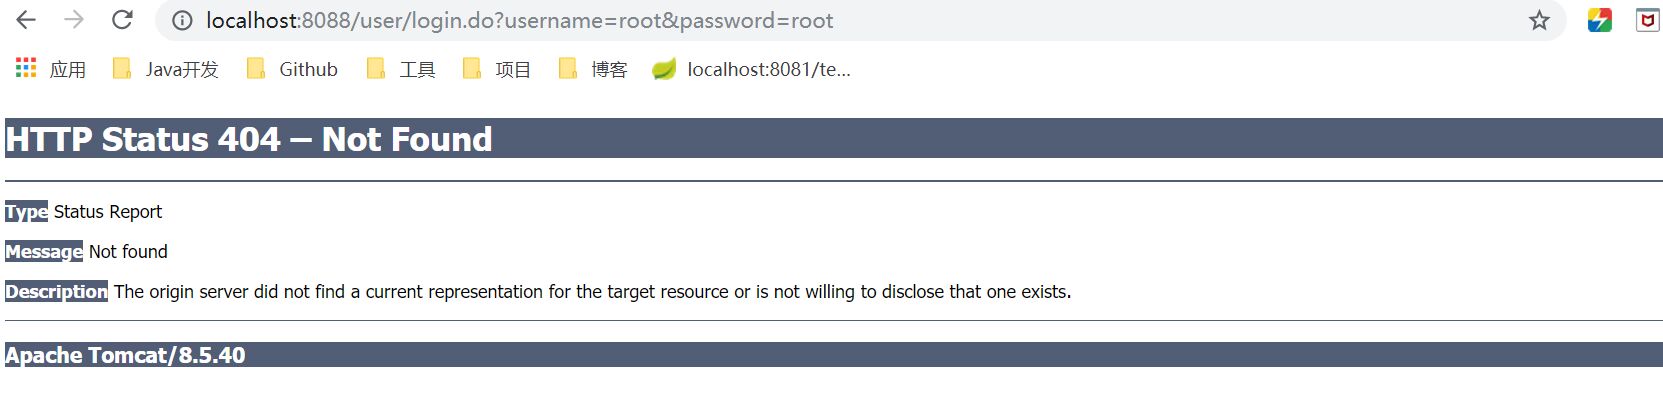 localhost:8088/user/login.do?username=root&password=root
应用 Java开发 Github 工具 项目 博客 localhost:8081/te...
HTTP Status 404 – Not Found
Type Status Report
Message Not found
Description The origin server did not find a current representation for the target resource or is not willing to disclose that one exists.
Apache Tomcat/8.5.40